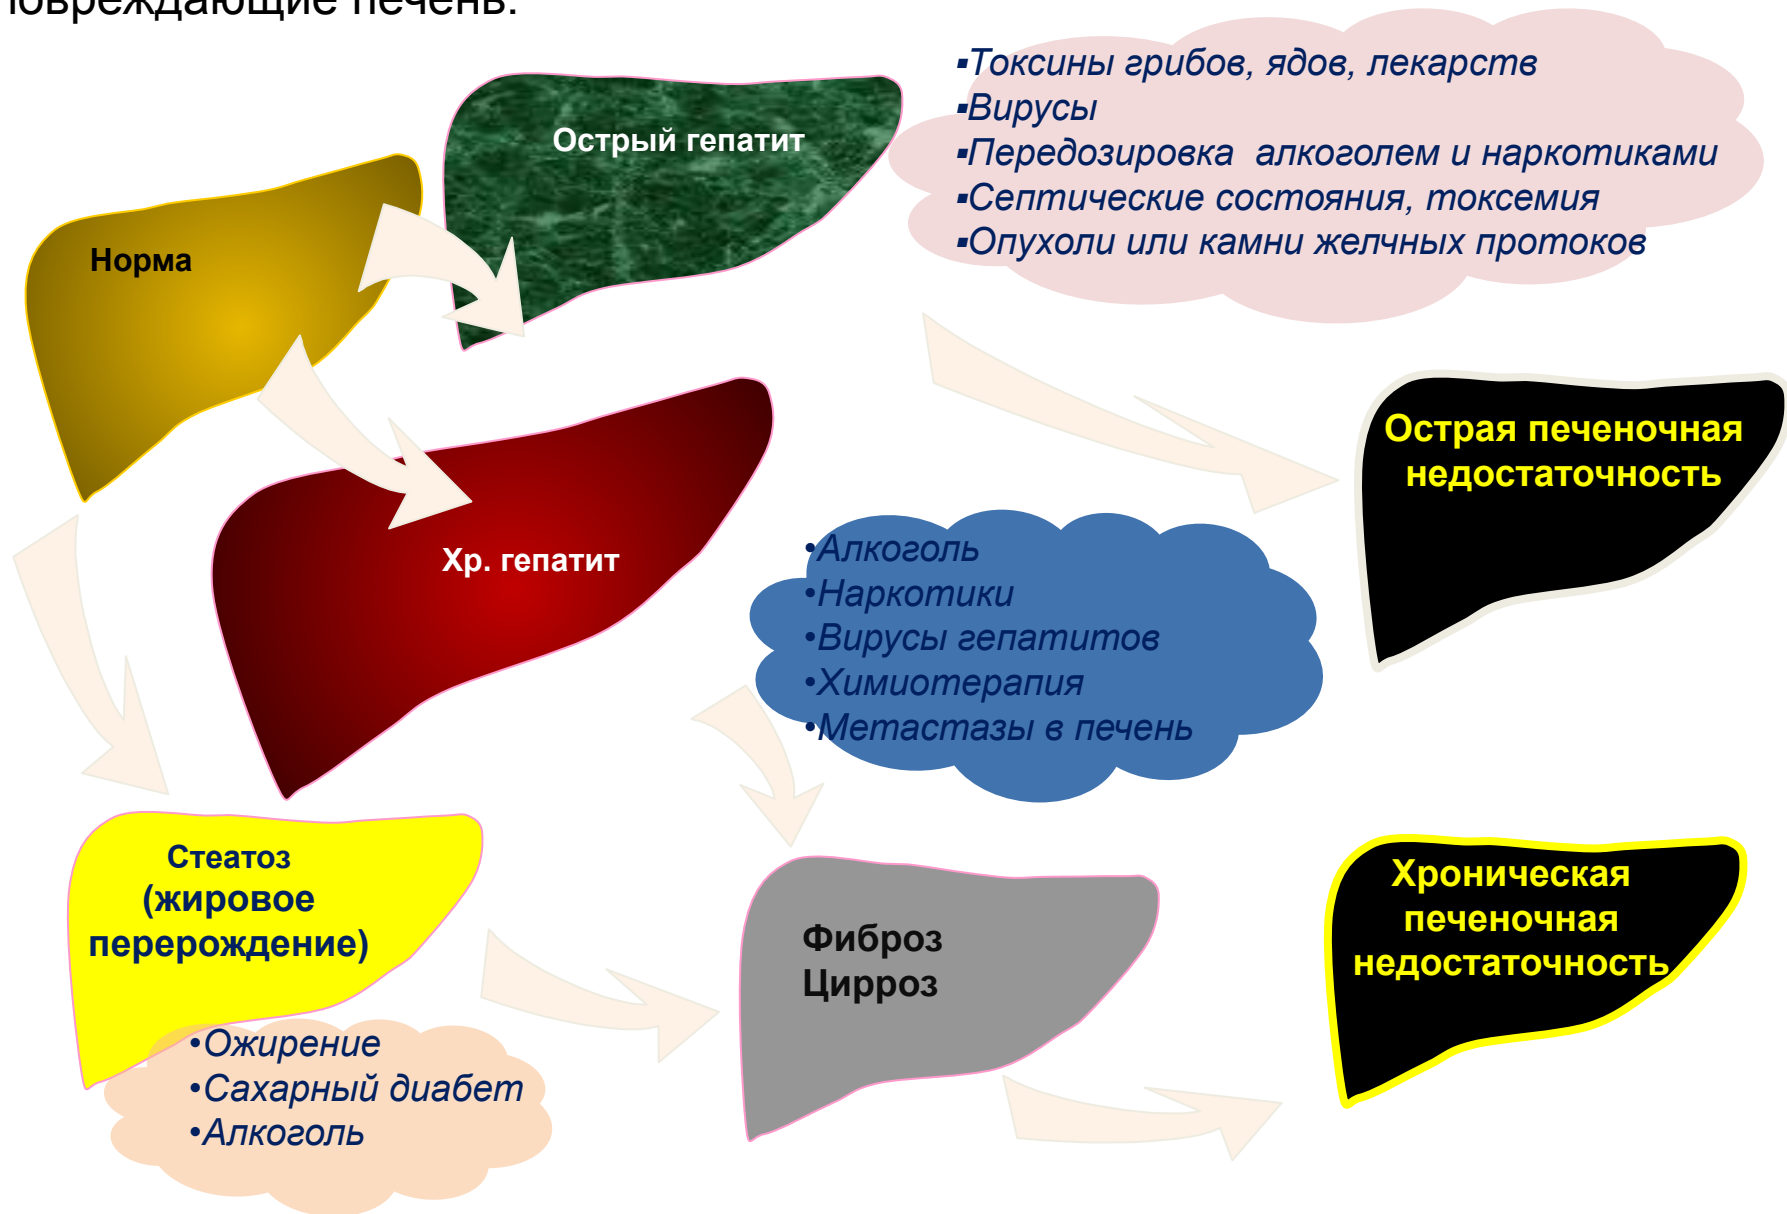 повреждающие печень:
▪Токсины грибов, ядов, лекарств
▪Вирусы
▪Передозировка алкоголем и наркотиками
▪Септические состояния, токсемия
▪Опухоли или камни желчных протоков
Острый гепатит
Норма
Острая печеночная
недостаточность
Хр. гепатит
•Алкоголь
•Наркотики
•Вирусы гепатитов
•Химиотерапия
•Метастазы в печень
Стеатоз
(жировое
перерождение)
•Ожирение
•Сахарный диабет
•Алкоголь
Фиброз
Цирроз
Хроническая
печеночная
недостаточность